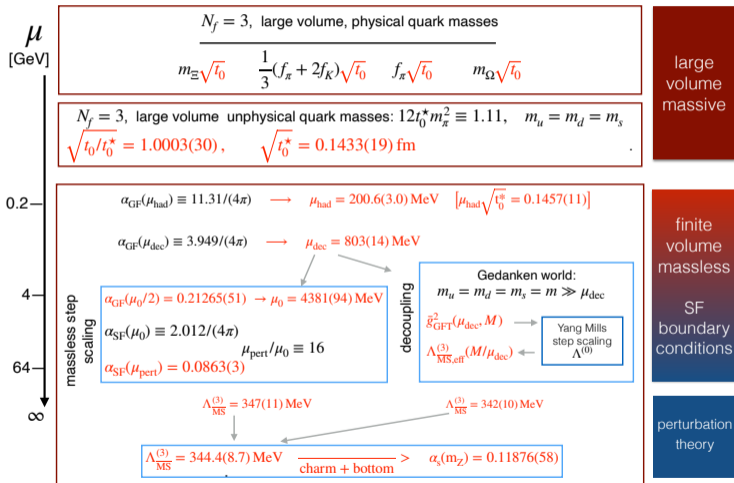 μ
[GeV]
N_f = 3, large volume, physical quark masses
m_Ξ√t_0 1/3(f_π + 2f_K)√t_0 f_π√t_0 m_Ω√t_0
large
volume
massive
N_f = 3, large volume unphysical quark masses: 12t_0^⋆m_π^2 ≡ 1.11, m_u = m_d = m_s
√t_0/t_0^⋆ = 1.0003(30), √t_0^⋆ = 0.1433(19) fm .
0.2
α_GF(μ_had) ≡ 11.31/(4π) → μ_had = 200.6(3.0) MeV [μ_had√t_0^⋆ = 0.1457(11)]
α_GF(μ_dec) ≡ 3.949/(4π) → μ_dec = 803(14) MeV
finite
volume
massless
SF
boundary
conditions
4
massless step
scaling
α_GF(μ_0/2) = 0.21265(51) → μ_0 = 4381(94) MeV
α_SF(μ_0) ≡ 2.012/(4π)
μ_pert/μ_0 ≡ 16
α_SF(μ_pert) = 0.0863(3)
decoupling
Gedanken world:
m_u = m_d = m_s = m ≫ μ_dec
ḡ^2_GFT(μ_dec, M)
Λ^(3)_MS̅,eff(M/μ_dec)
Yang Mills
step scaling
Λ^(0)
64
∞
Λ^(3)_MS̅ = 347(11) MeV
Λ^(3)_MS̅ = 342(10) MeV
perturbation
theory
Λ^(3)_MS̅ = 344.4(8.7) MeV charm + bottom > α_s(m_Z) = 0.11876(58)